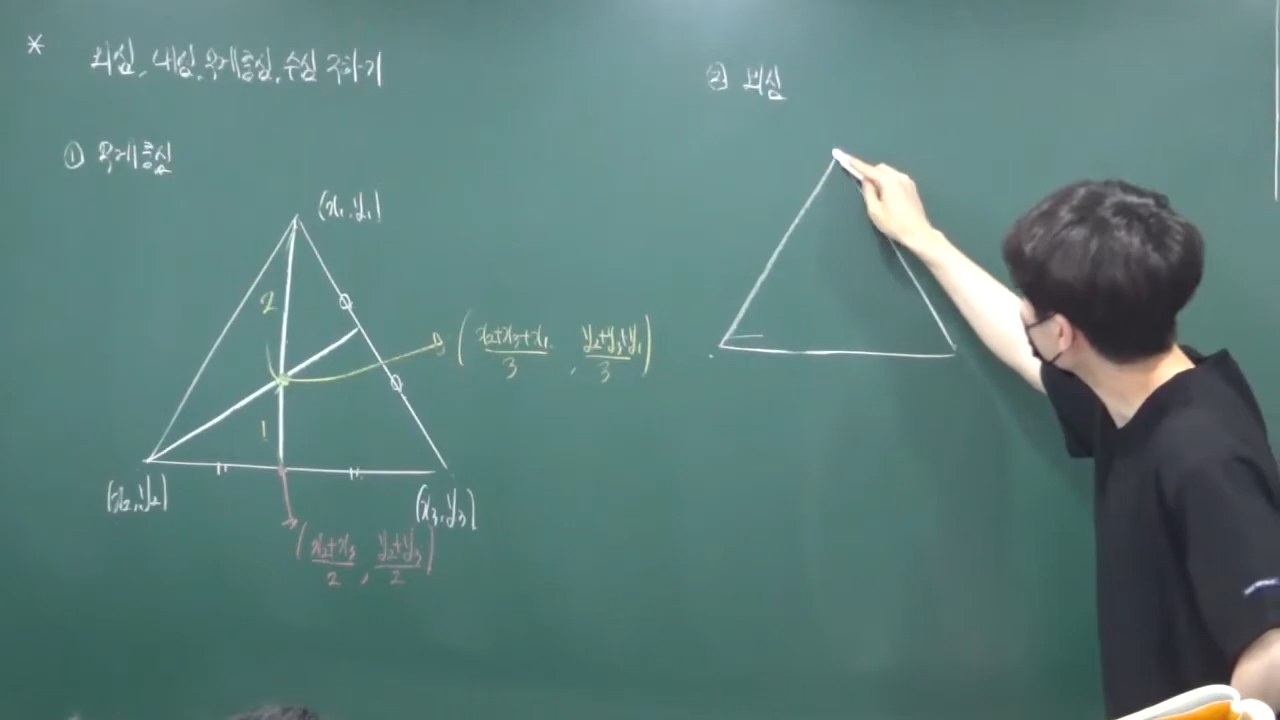 * 외심, 내심, 무게중심, 수심 구하기
① 무게중심
(x₁, y₁)
2
1
(x₂+x₃+x₁/3, y₂+y₃+y₁/3)
(x₂, y₂)
(x₃, y₃)
(x₂+x₃/2, y₂+y₃/2)
② 외심